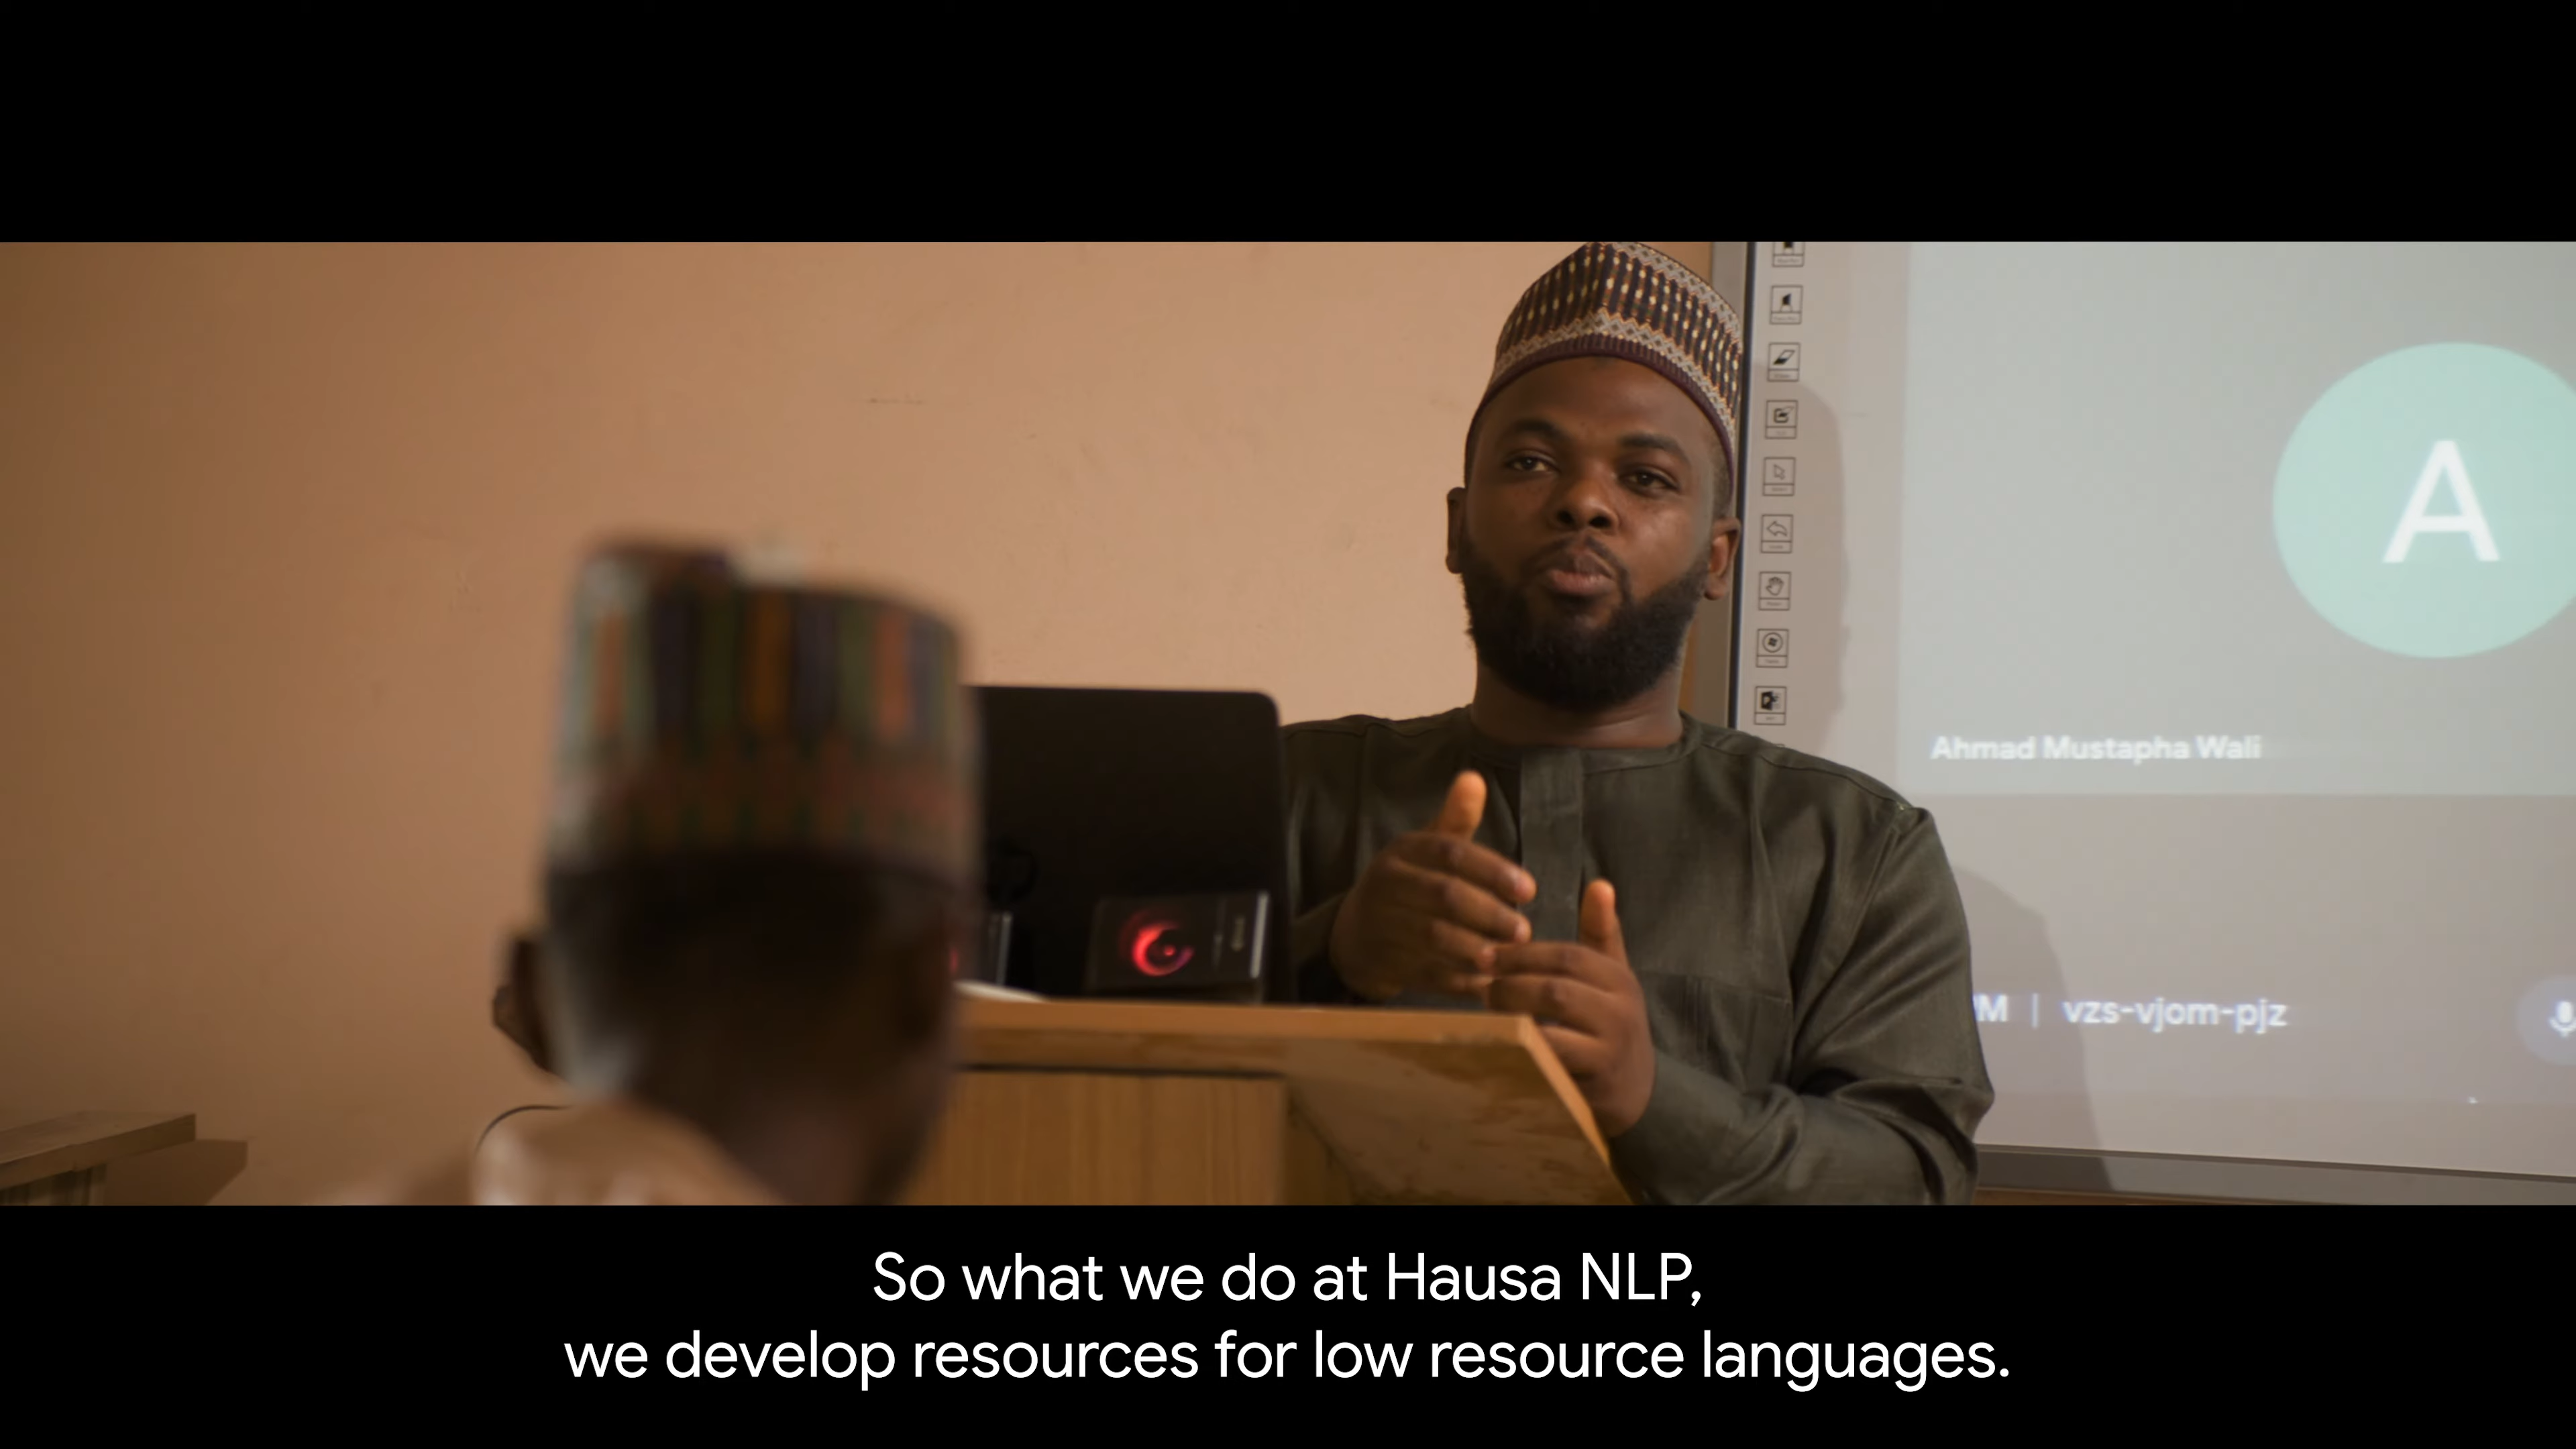 A
Ahmad Mustapha Wali
PM | vzs-vjom-pjz
So what we do at Hausa NLP,
we develop resources for low resource languages.